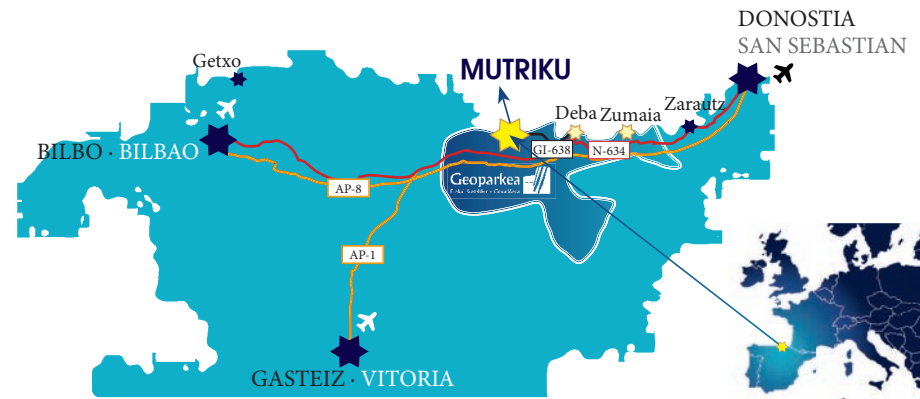 DONOSTIA
SAN SEBASTIAN
Getxo
MUTRIKU
Deba
Zumaia
Zarautz
BILBO · BILBAO
GI-638
N-634
AP-8
Geoparkea
AP-1
GASTEIZ · VITORIA